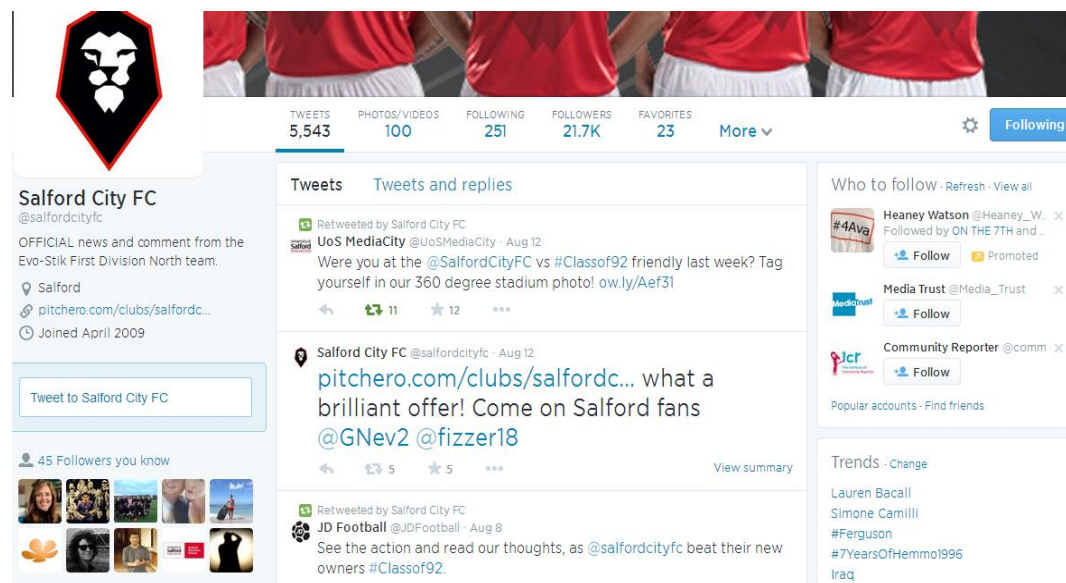 TWEETS
5,543
PHOTOS/VIDEOS
100
FOLLOWING
251
FOLLOWERS
21.7K
FAVORITES
23
More
Following
Salford City FC
@salfordcityfc
OFFICIAL news and comment from the
Evo-Stik First Division North team.
Salford
pitchero.com/clubs/salfordc...
Joined April 2009
Tweet to Salford City FC
45 Followers you know
Tweets Tweets and replies
Retweeted by Salford City FC
UoS MediaCity @UoSMediaCity · Aug 12
Were you at the @SalfordCityFC vs #Classof92 friendly last week? Tag
yourself in our 360 degree stadium photo! ow.ly/Aef31
11 12
Salford City FC @salfordcityfc · Aug 12
pitchero.com/clubs/salfordc... what a
brilliant offer! Come on Salford fans
@GNev2 @fizzer18
5 5
View summary
Retweeted by Salford City FC
JD Football @JDFootball · Aug 8
See the action and read our thoughts, as @salfordcityfc beat their new
owners #Classof92.
Who to follow · Refresh · View all
#4Ava
Heaney Watson @Heaney_W.
Followed by ON THE 7TH and ..
Follow Promoted
MediaTrust
Media Trust @Media_Trust
Follow
Community Reporter @comm
Follow
Popular accounts · Find friends
Trends · Change
Lauren Bacall
Simone Camilli
#Ferguson
#7YearsOfHemmo1996
Iraq